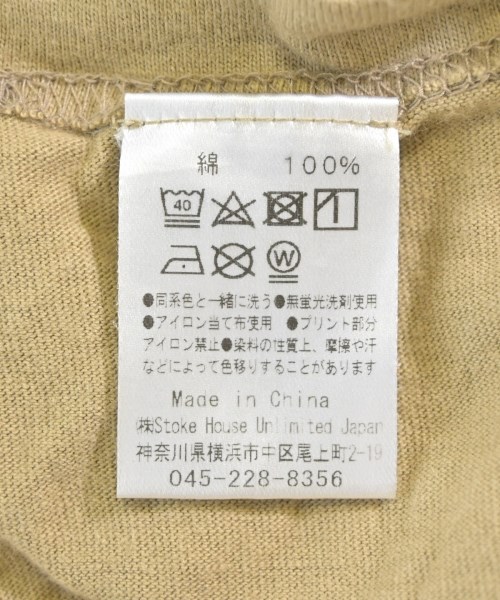 綿 100%
40
W
●同系色と一緒に洗う●無蛍光洗剤使用
●アイロン当て布使用 ●プリント部分
アイロン禁止●染料の性質上、摩擦や汗
などによって色移りすることがあります
Made in China
㈱Stoke House Unlimited Japan
神奈川県横浜市中区尾上町2-19
045-228-8356